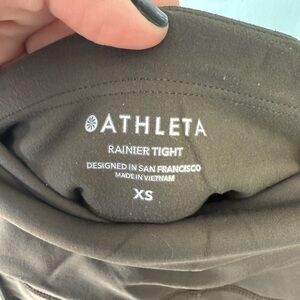 ATHLETA
RAINIER TIGHT
DESIGNED IN SAN FRANCISCO
MADE IN VIETNAM
XS